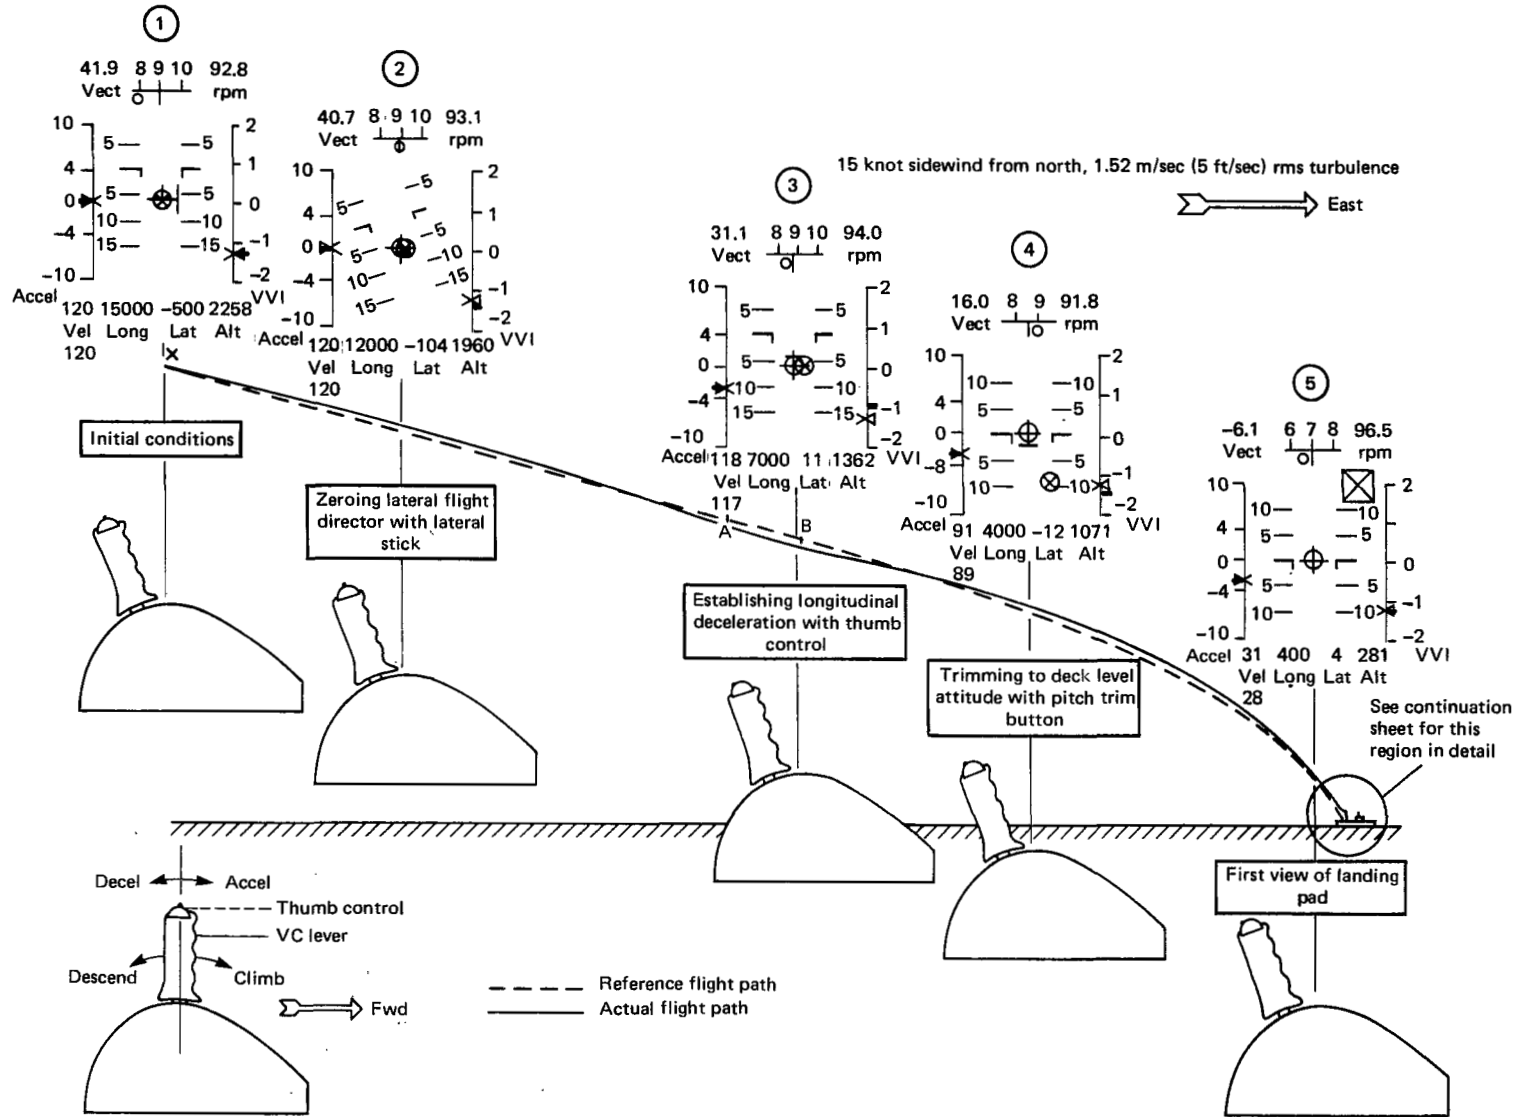 1
41.9 8 9 10 92.8
Vect rpm
10 5 5 2
4 1
0 5 5 0
-4 10 10 -1
15 15
-10 -2
Accel VVI
120 15000 -500 2258
Vel Long Lat Alt
120
X
Initial conditions
2
40.7 8 9 10 93.1
Vect rpm
10 5 5 2
4 1
0 5 5 0
-4 10 10 -1
15 15
-10 -2
Accel VVI
120 12000 -104 1960
Vel Long Lat Alt
120
Zeroing lateral flight
director with lateral
stick
15 knot sidewind from north, 1.52 m/sec (5 ft/sec) rms turbulence
East
3
31.1 8 9 10 94.0
Vect rpm
10 5 5 2
4 1
0 5 5 0
-4 10 10 -1
15 15
-10 -2
Accel VVI
118 7000 11 1362
Vel Long Lat Alt
117
A B
Establishing longitudinal
deceleration with thumb
control
4
16.0 8 9 91.8
Vect rpm
10 10 10 2
4 5 5 1
0 0
-8 5 5 -1
10 10
-10 -2
Accel VVI
91 4000 -12 1071
Vel Long Lat Alt
89
Trimming to deck level
attitude with pitch trim
button
5
-6.1 6 7 8 96.5
Vect rpm
10 10 10 2
4 5 5 1
0 0
-4 5 5 -1
10 10
-10 -2
Accel VVI
31 400 4 281
Vel Long Lat Alt
28
See continuation
sheet for this
region in detail
First view of landing
pad
Decel Accel
Thumb control
VC lever
Descend Climb
Fwd
Reference flight path
Actual flight path